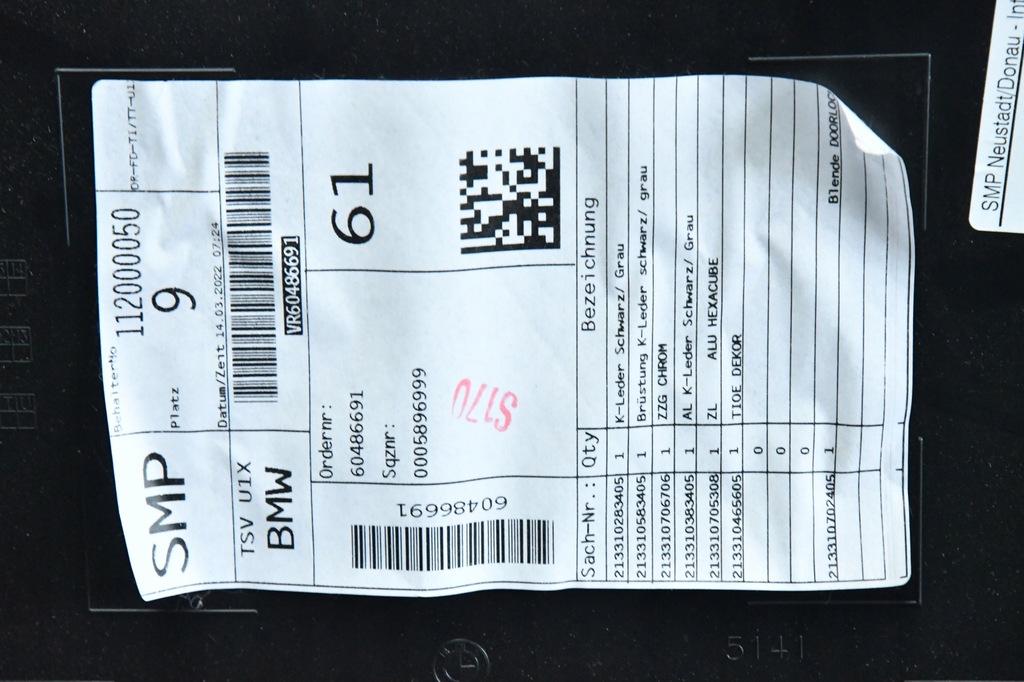 SMP
BehalterNo 112000050
Platz 9
Datum/Zeit 14.03.2022 07:24
TSV U1X
BMW
VR60486691
Ordernr:
60486691
Sqznr:
0005896999
61
S170
60486691
Sach-Nr.: Qty Bezeichnung
213310283405 1 K-Leder Schwarz/ Grau
213310583405 1 Brüstung K-Leder schwarz/ grau
213310706706 1 ZZG CHROM
213310383405 1 AL K-Leder Schwarz/ Grau
213310705308 1 ZL ALU HEXACUBE
213310465605 1 TIOE DEKOR
0
0
0
213310702405 1 Blende
SMP Neustadt/Donau -
5141